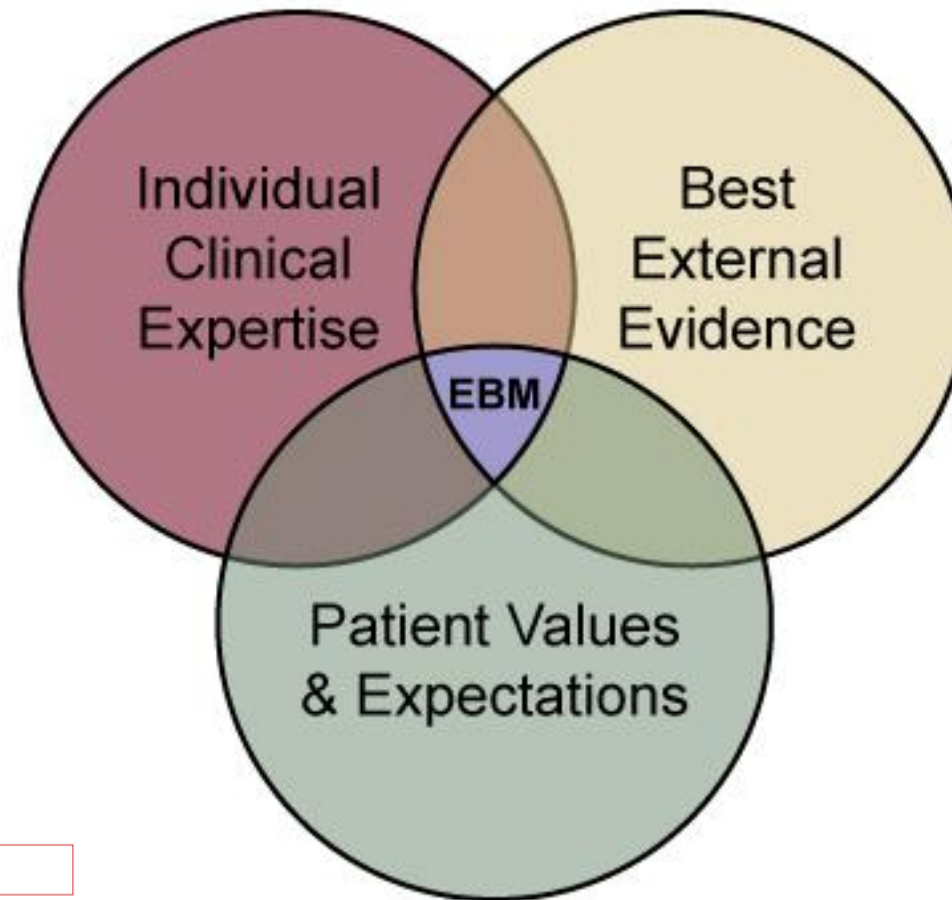 Individual
Clinical
Expertise
Best
External
Evidence
EBM
Patient Values
& Expectations